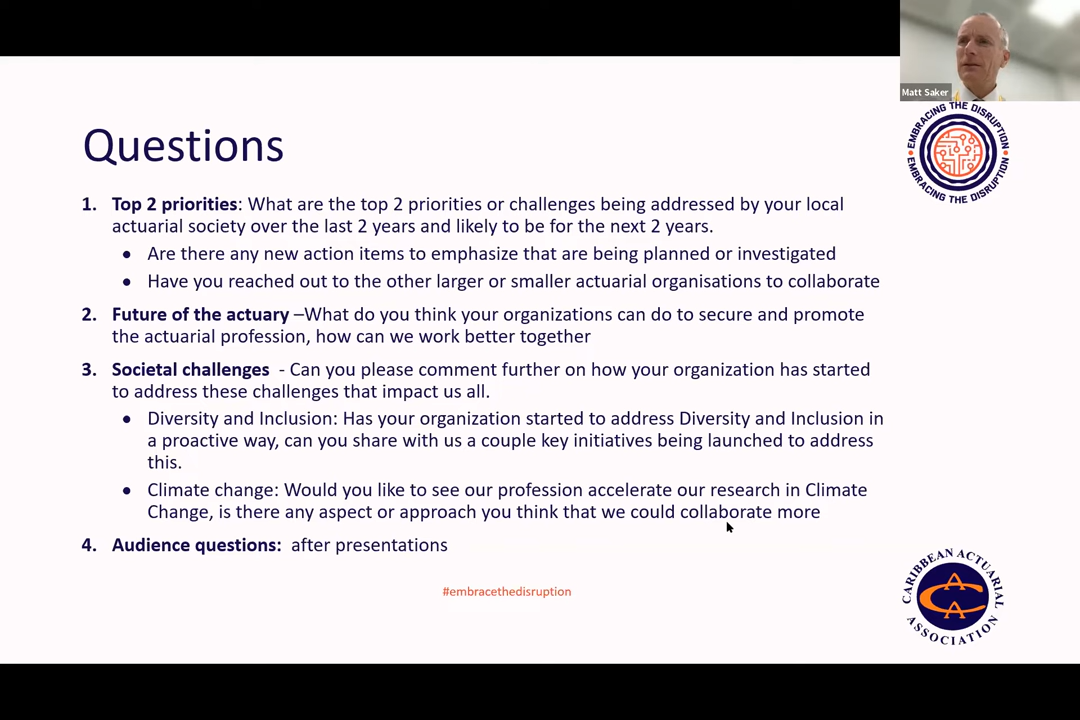 Matt Saker
EMBRACING THE DISRUPTION
EMBRACING THE DISRUPTION
Questions
1. Top 2 priorities: What are the top 2 priorities or challenges being addressed by your local
actuarial society over the last 2 years and likely to be for the next 2 years.
• Are there any new action items to emphasize that are being planned or investigated
• Have you reached out to the other larger or smaller actuarial organisations to collaborate
2. Future of the actuary –What do you think your organizations can do to secure and promote
the actuarial profession, how can we work better together
3. Societal challenges - Can you please comment further on how your organization has started
to address these challenges that impact us all.
• Diversity and Inclusion: Has your organization started to address Diversity and Inclusion in
a proactive way, can you share with us a couple key initiatives being launched to address
this.
• Climate change: Would you like to see our profession accelerate our research in Climate
Change, is there any aspect or approach you think that we could collaborate more
4. Audience questions: after presentations
#embracethedisruption
CARIBBEAN ACTUARIAL
CAA
ASSOCIATION